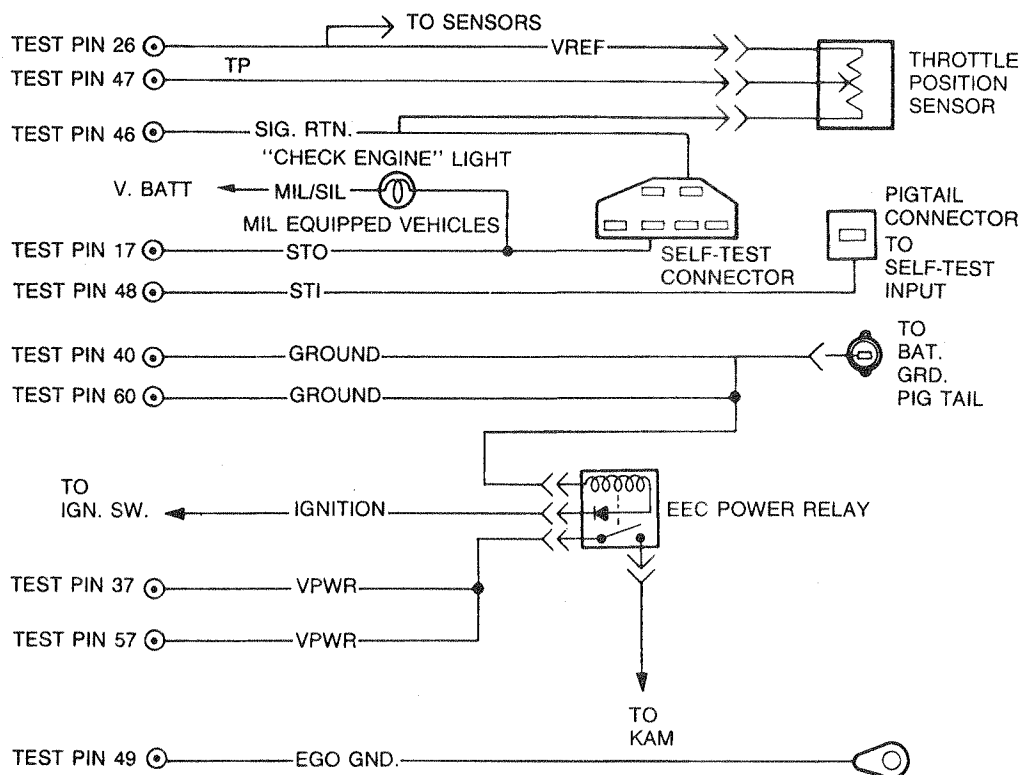 TO SENSORS
TEST PIN 26
VREF
THROTTLE
POSITION
SENSOR
TP
TEST PIN 47
TEST PIN 46
SIG. RTN.
"CHECK ENGINE" LIGHT
V. BATT
MIL/SIL
MIL EQUIPPED VEHICLES
PIGTAIL
CONNECTOR
TO
SELF-TEST
INPUT
TEST PIN 17
STO
SELF-TEST
CONNECTOR
TEST PIN 48
STI
TEST PIN 40
GROUND
TO
BAT.
GRD.
PIG TAIL
TEST PIN 60
GROUND
TO
IGN. SW.
IGNITION
EEC POWER RELAY
TEST PIN 37
VPWR
TEST PIN 57
VPWR
TO
KAM
TEST PIN 49
EGO GND.